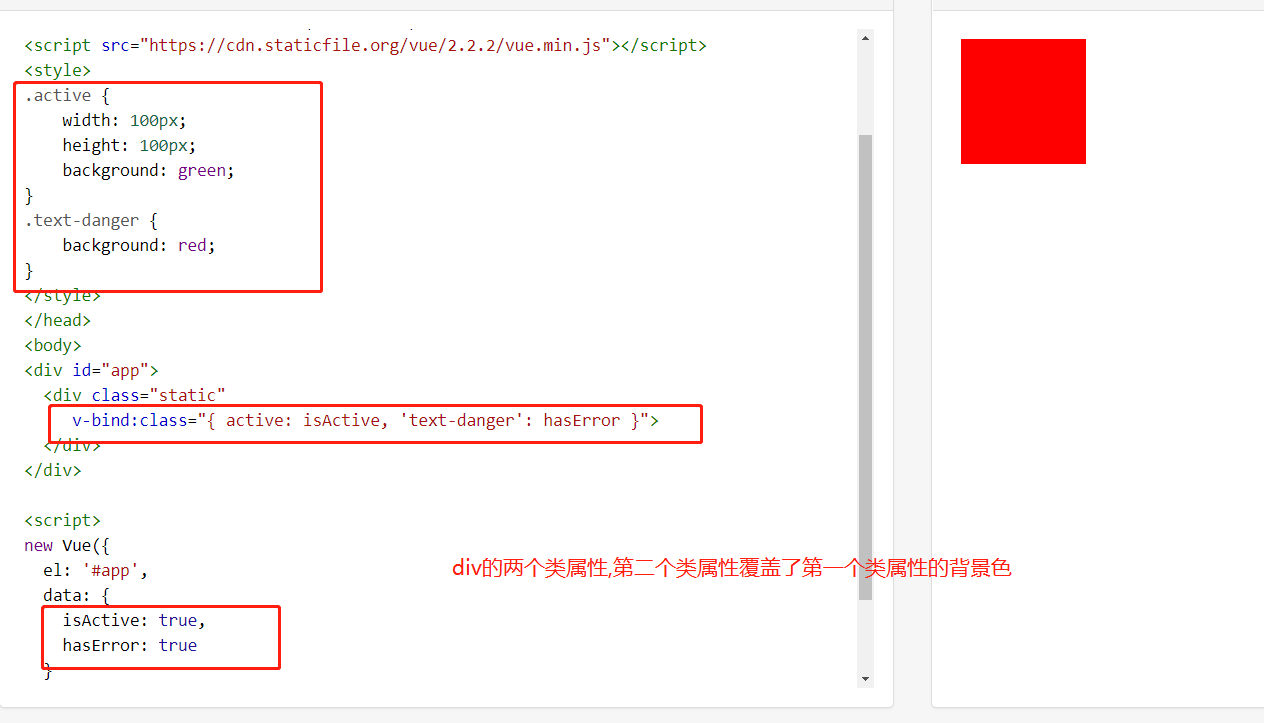 <script src="https://cdn.staticfile.org/vue/2.2.2/vue.min.js"></script>
<style>
.active {
    width: 100px;
    height: 100px;
    background: green;
}
.text-danger {
    background: red;
}
</style>
</head>
<body>
<div id="app">
  <div class="static"
     v-bind:class="{ active: isActive, 'text-danger': hasError }">
  </div>
</div>

<script>
new Vue({
  el: '#app',
  data: {
    isActive: true,
    hasError: true
  }
div的两个类属性,第二个类属性覆盖了第一个类属性的背景色